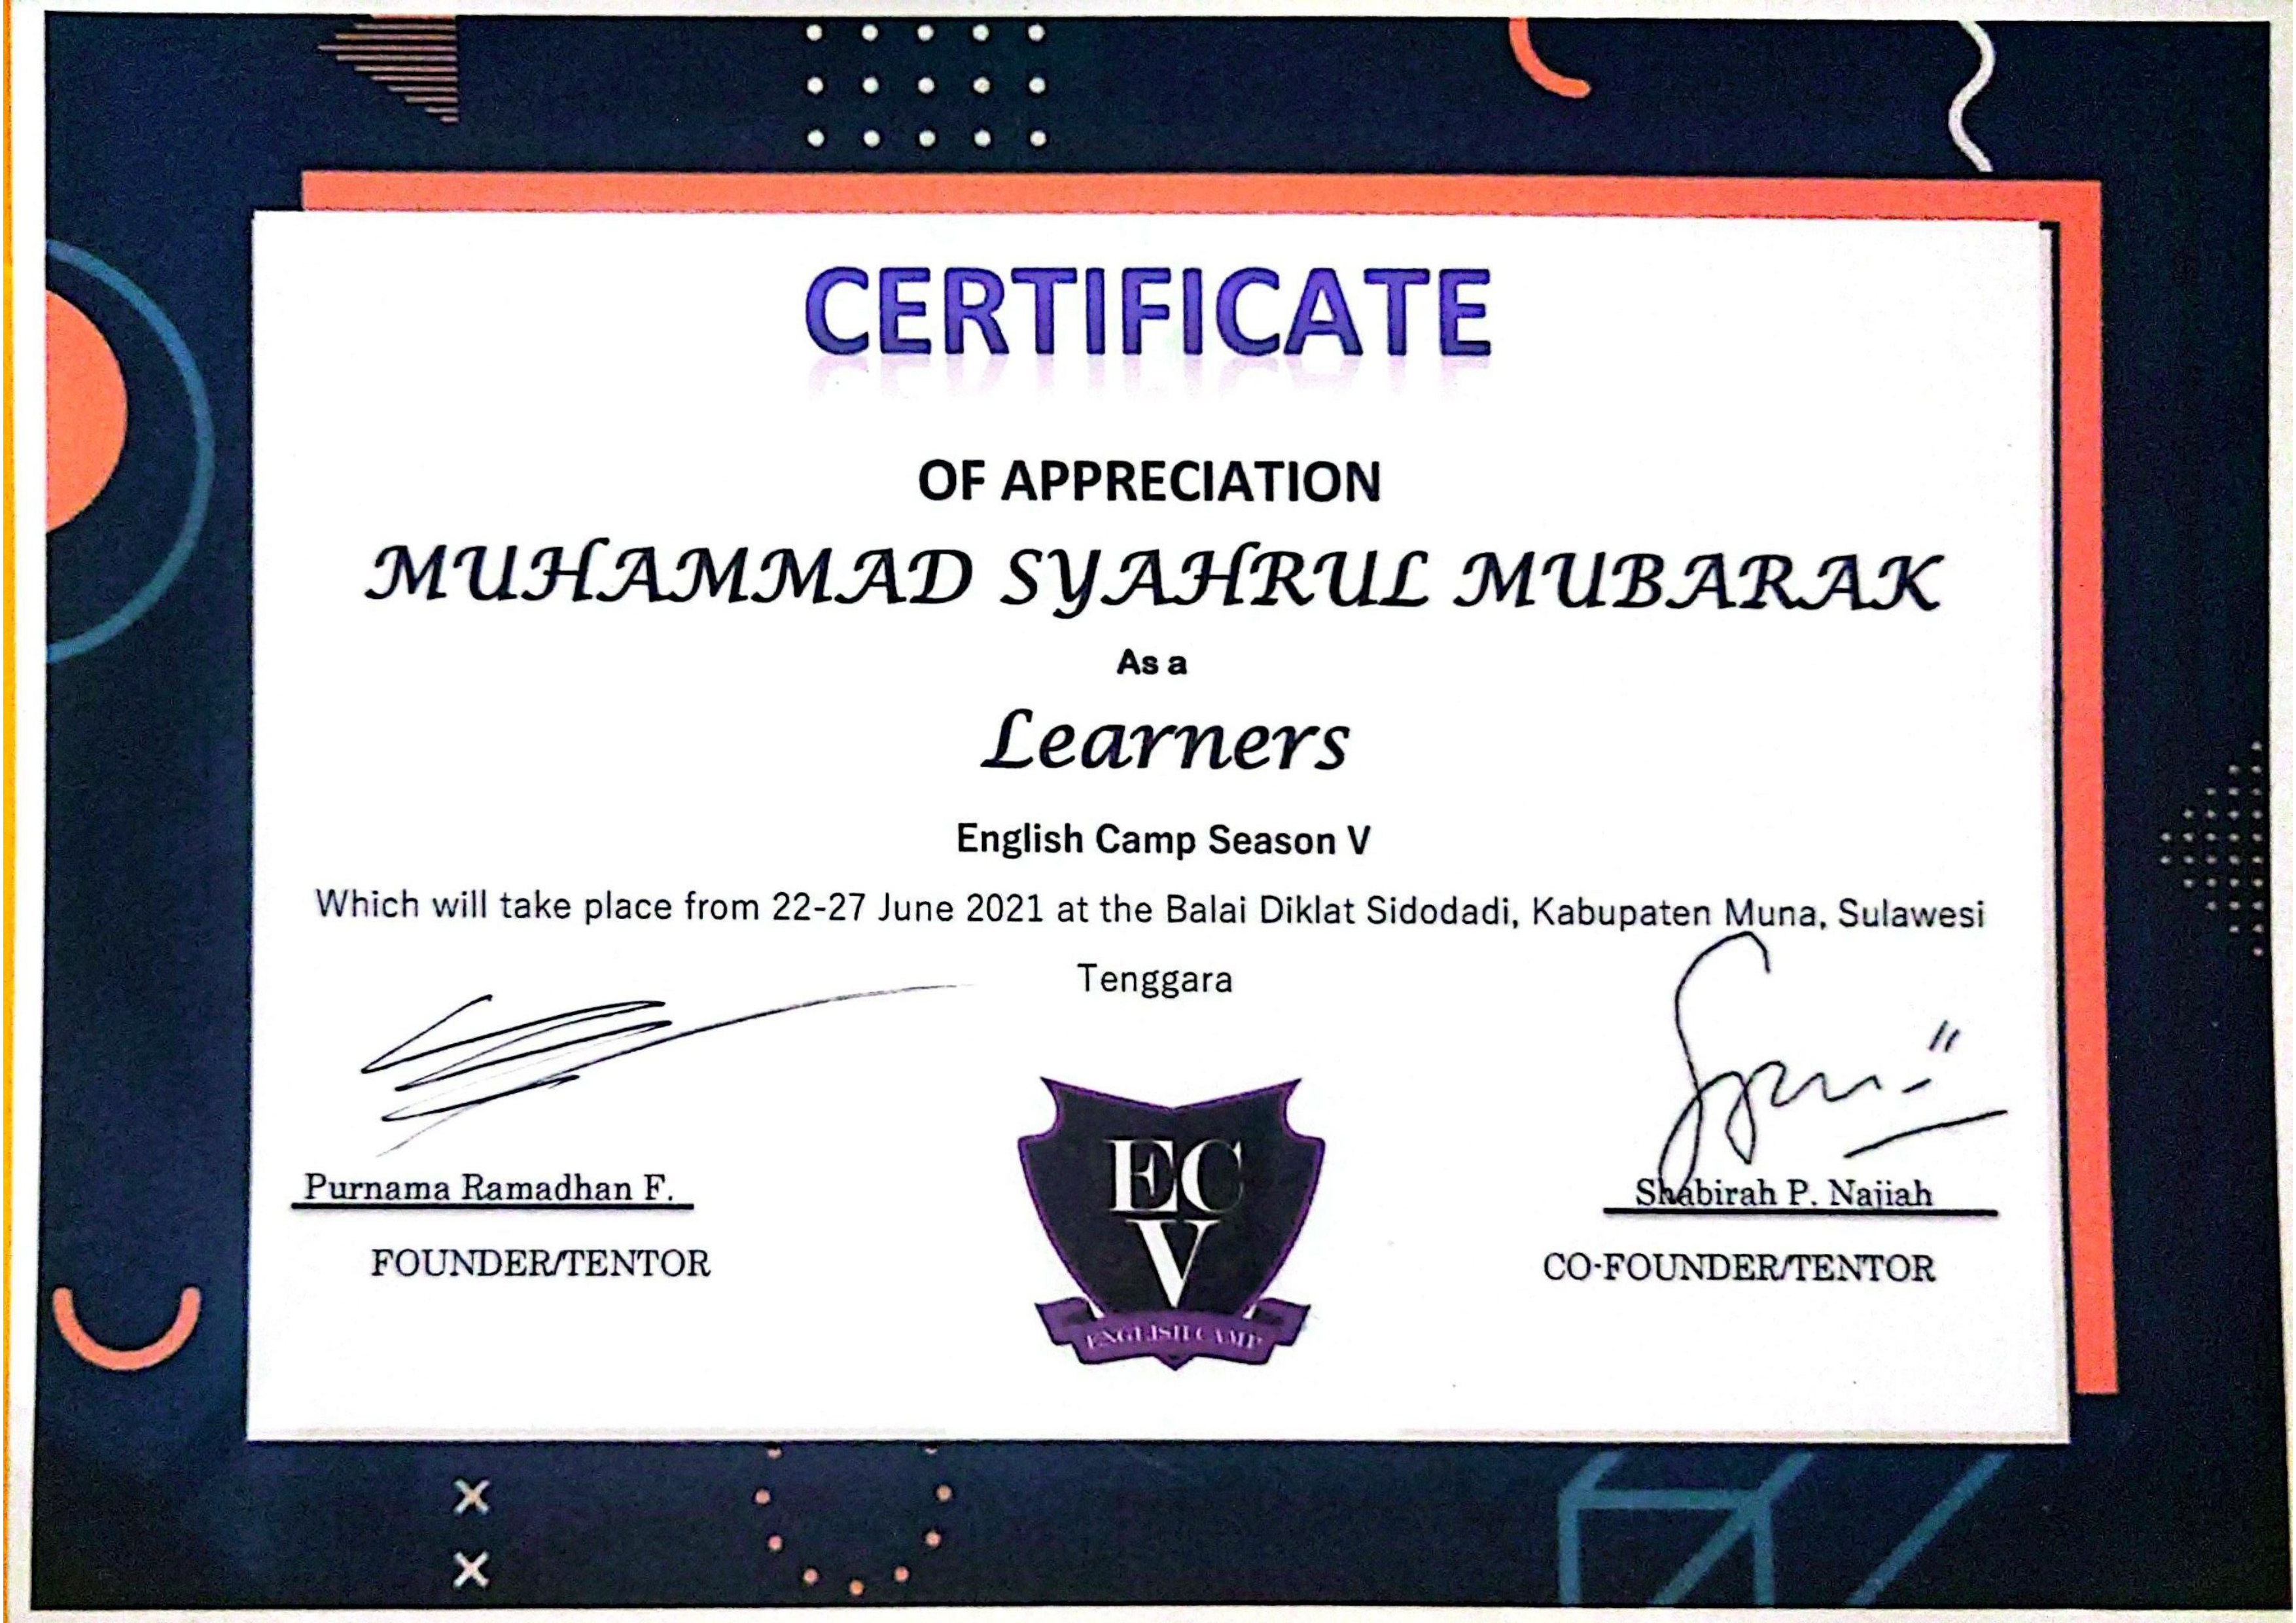 CERTIFICATE
OF APPRECIATION
MUHAMMAD SYAHRUL MUBARAK
As a
Learners
English Camp Season V
Which will take place from 22-27 June 2021 at the Balai Diklat Sidodadi, Kabupaten Muna, Sulawesi
Tenggara
Purnama Ramadhan F.
FOUNDER/TENTOR
EC
V
ENGLISH CAMP
Shabirah P. Najiah
CO-FOUNDER/TENTOR